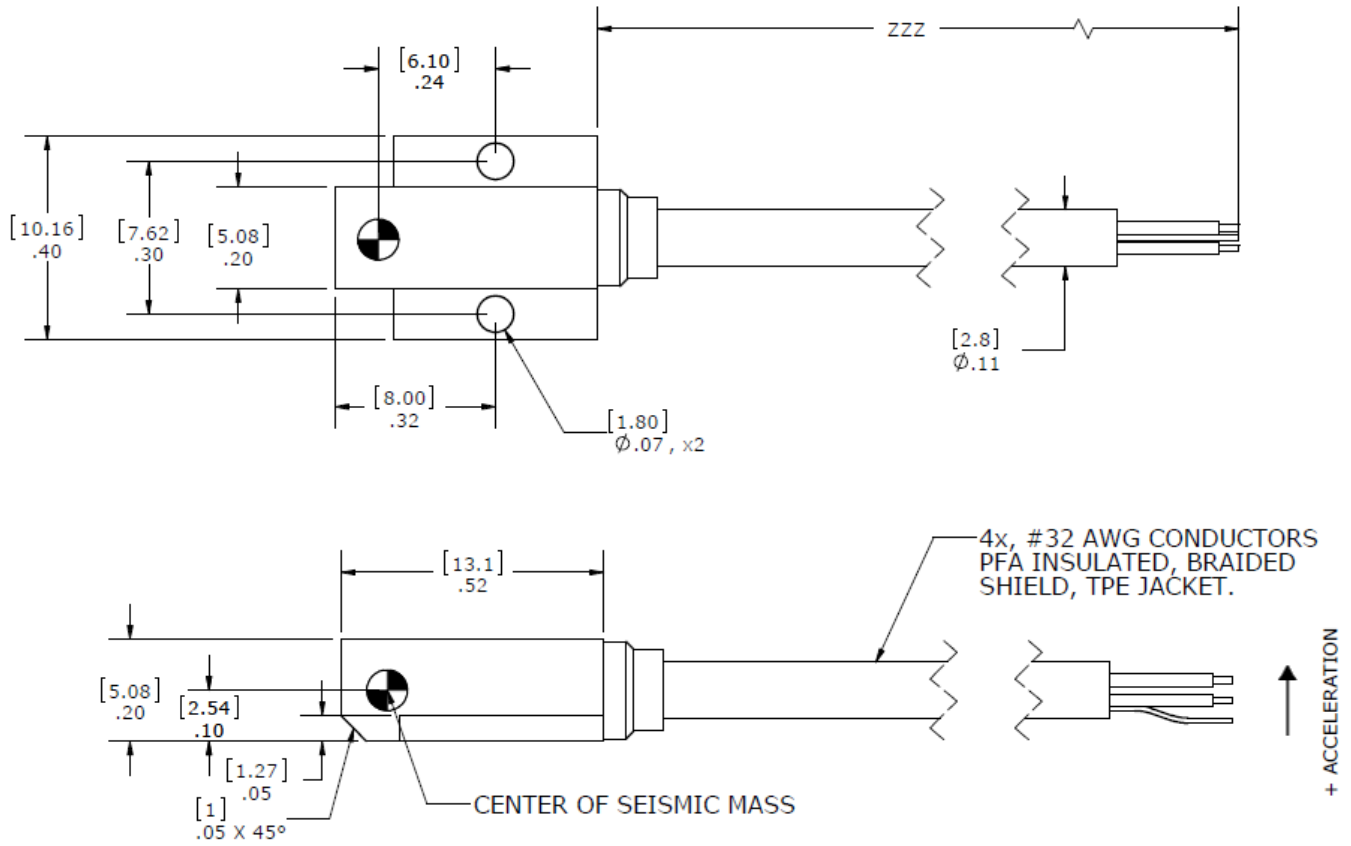 ZZZ
[6.10]
.24
[10.16]
.40
[7.62]
.30
[5.08]
.20
[2.8]
Ø.11
[8.00]
.32
[1.80]
Ø.07, x2
4x, #32 AWG CONDUCTORS
PFA INSULATED, BRAIDED
SHIELD, TPE JACKET.
[13.1]
.52
[5.08]
.20
[2.54]
.10
[1.27]
.05
[1]
.05 X 45°
CENTER OF SEISMIC MASS
+ ACCELERATION